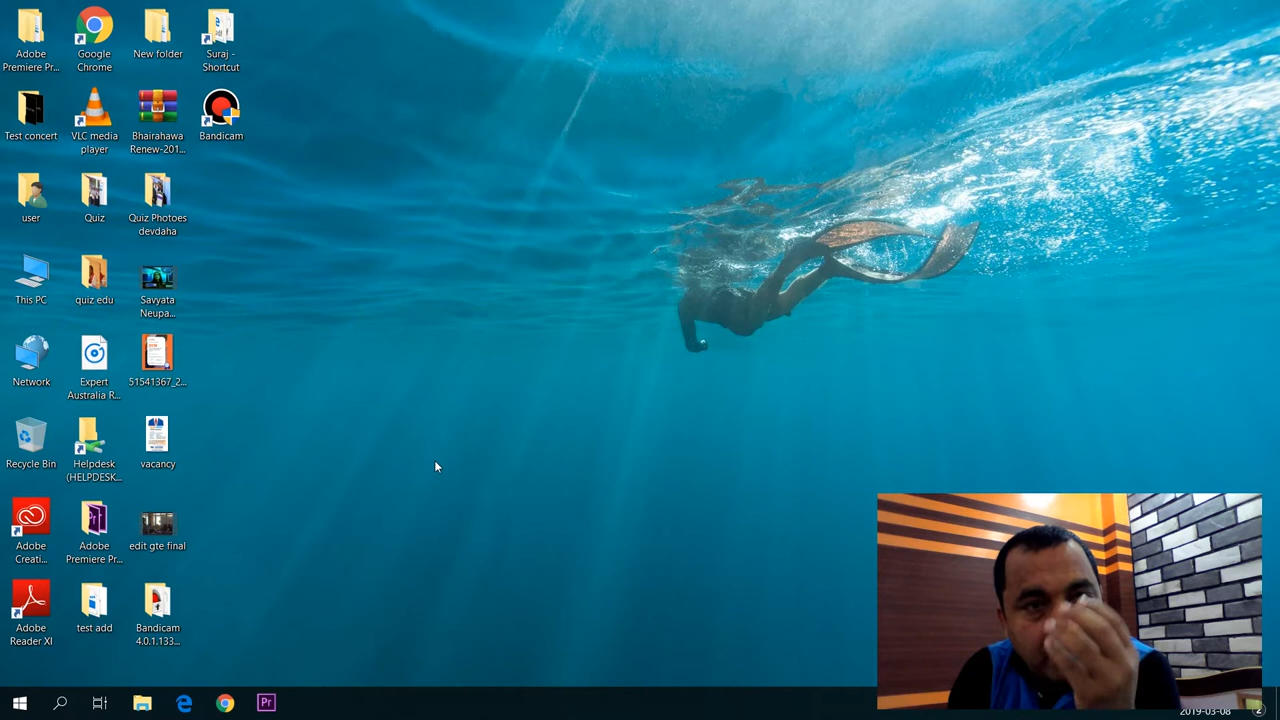 Adobe
Premiere Pr...
Google
Chrome
New folder
Suraj -
Shortcut
Test concert
VLC media
player
Bhairahawa
Renew-201...
Bandicam
user
Quiz
Quiz Photoes
devdaha
This PC
quiz.edu
Savyata
Neupa...
Network
Expert
Australia R...
51541367_2...
Recycle Bin
Helpdesk
(HELPDESK...
vacancy
Adobe
Creati...
Adobe
Premiere Pr...
edit gte final
Adobe
Reader XI
test add
Bandicam
4.0.1.133...
Pr
2019-03-08
2